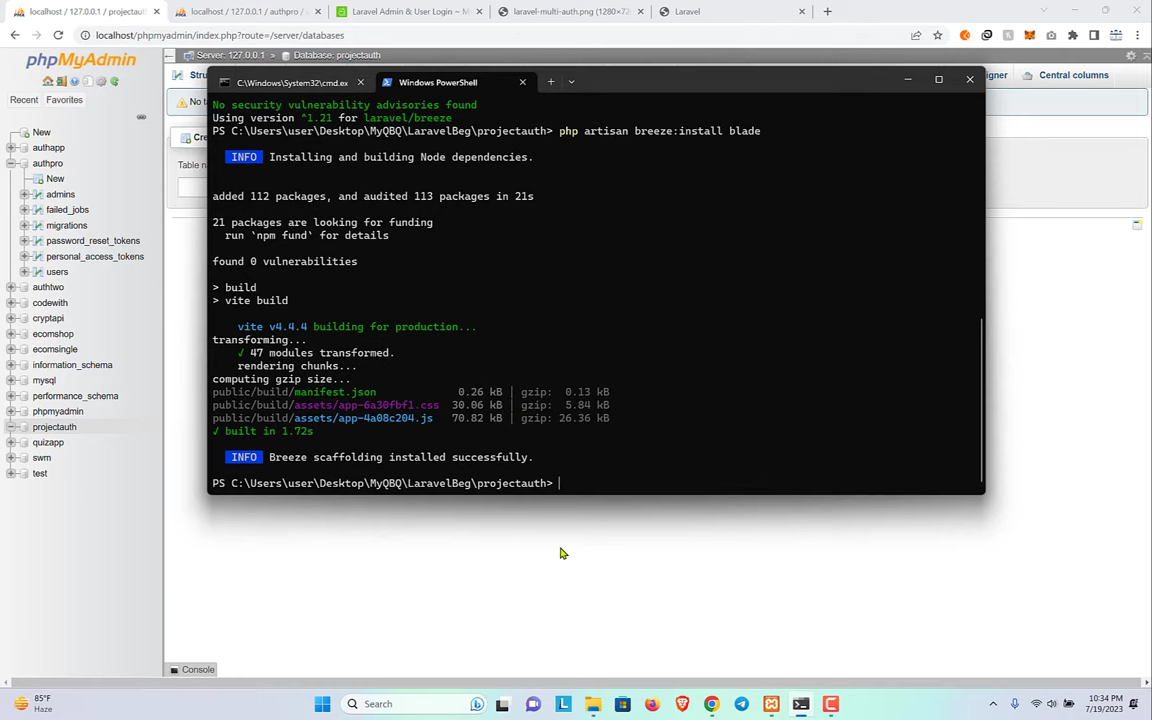 localhost / 127.0.0.1 / projectauth
localhost / 127.0.0.1 / authpro /
Laravel Admin & User Login ~ M
laravel-multi-auth.png (1280×72
Laravel
localhost/phpmyadmin/index.php?route=/server/databases
phpMyAdmin
Server: 127.0.0.1
Database: projectauth
Recent Favorites
Stru
igner
Central columns
No ta
Cre
Table na
Console
New
authapp
authpro
New
admins
failed_jobs
migrations
password_reset_tokens
personal_access_tokens
users
authtwo
codewith
cryptapi
ecomshop
ecomsingle
information_schema
mysql
performance_schema
phpmyadmin
projectauth
quizapp
swm
test
C:\Windows\System32\cmd.ex
Windows PowerShell
No security vulnerability advisories found
Using version ^1.21 for laravel/breeze
PS C:\Users\user\Desktop\MyQBQ\LaravelBeg\projectauth> php artisan breeze:install blade
INFO Installing and building Node dependencies.
added 112 packages, and audited 113 packages in 21s
21 packages are looking for funding
run `npm fund` for details
found 0 vulnerabilities
> build
> vite build
vite v4.4.4 building for production...
transforming...
✓ 47 modules transformed.
rendering chunks...
computing gzip size...
public/build/manifest.json 0.26 kB │ gzip: 0.13 kB
public/build/assets/app-6a30fbf1.css 30.06 kB │ gzip: 5.84 kB
public/build/assets/app-4a08c204.js 70.82 kB │ gzip: 26.36 kB
✓ built in 1.72s
INFO Breeze scaffolding installed successfully.
PS C:\Users\user\Desktop\MyQBQ\LaravelBeg\projectauth>
85°F
Haze
Search
10:34 PM
7/19/2023